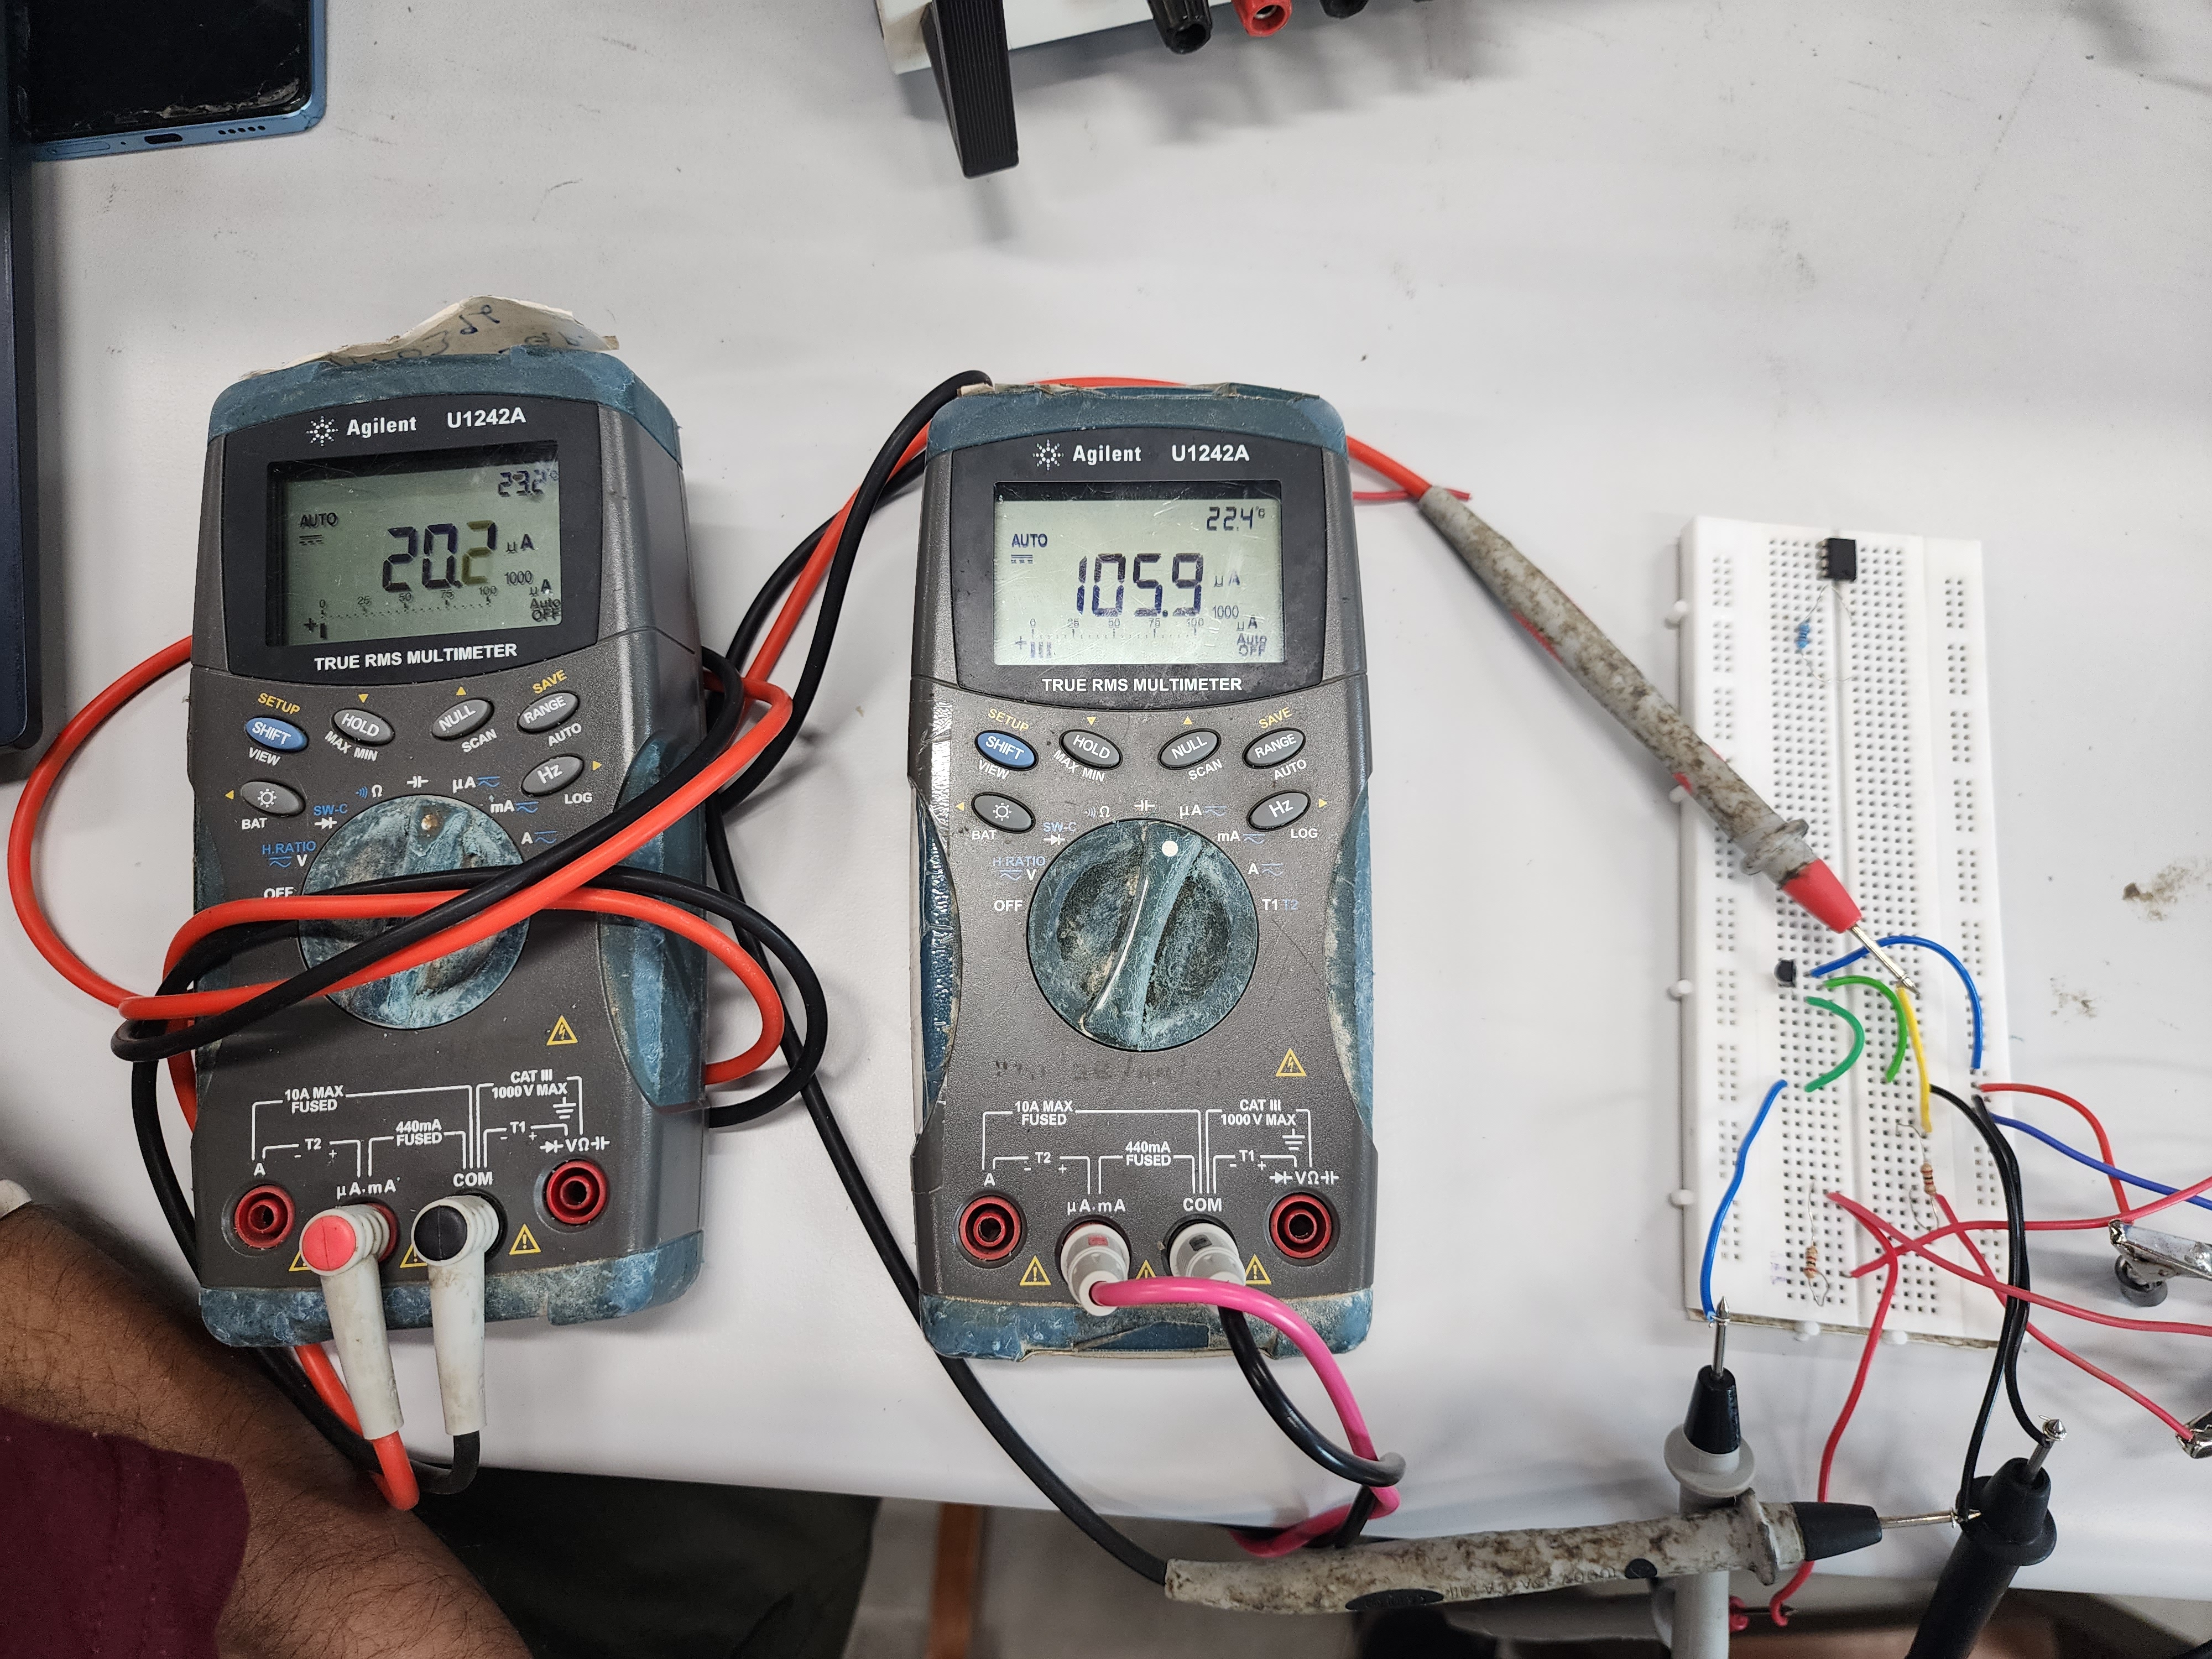 Agilent U1242A
23.2°C
AUTO
20.2 µA
1000 µA
0 25 50 75 100
Auto
OFF
+
TRUE RMS MULTIMETER
SETUP
SAVE
SHIFT
HOLD
NULL
RANGE
VIEW
MAX MIN
SCAN
AUTO
Hz
LOG
BAT
SW-C
Ω
µA
mA
A
H.RATIO
V
OFF
10A MAX
FUSED
CAT III
1000V MAX
440mA
FUSED
T2
- +
T1
- +
A
µA.mA
COM
VΩ
Agilent U1242A
22.4°C
AUTO
105.9 µA
1000 µA
0 25 50 75 100
Auto
OFF
+
TRUE RMS MULTIMETER
SETUP
SAVE
SHIFT
HOLD
NULL
RANGE
VIEW
MAX MIN
SCAN
AUTO
Hz
LOG
BAT
SW-C
Ω
µA
mA
A
H.RATIO
V
OFF
T1 T2
10A MAX
FUSED
CAT III
1000V MAX
440mA
FUSED
T2
- +
T1
- +
A
µA.mA
COM
VΩ